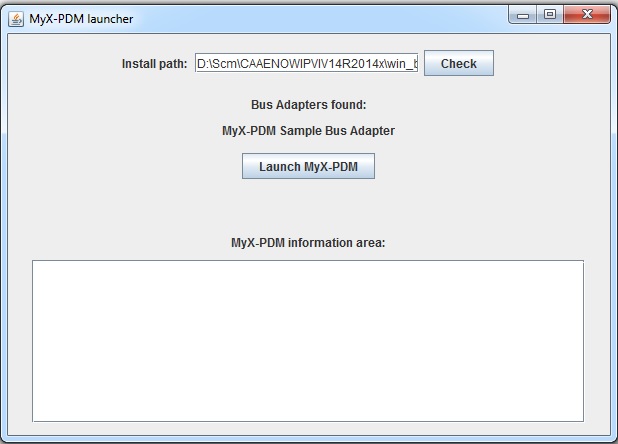 MyX-PDM launcher
Install path: D:\Scm\CAAENOWIPVIV14R2014x\win_b Check
Bus Adapters found:
MyX-PDM Sample Bus Adapter
Launch MyX-PDM
MyX-PDM information area: